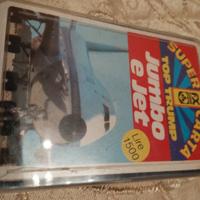 SUPER CARTA
TOP TRUMP
Jumbo
e Jet
Lire
1500